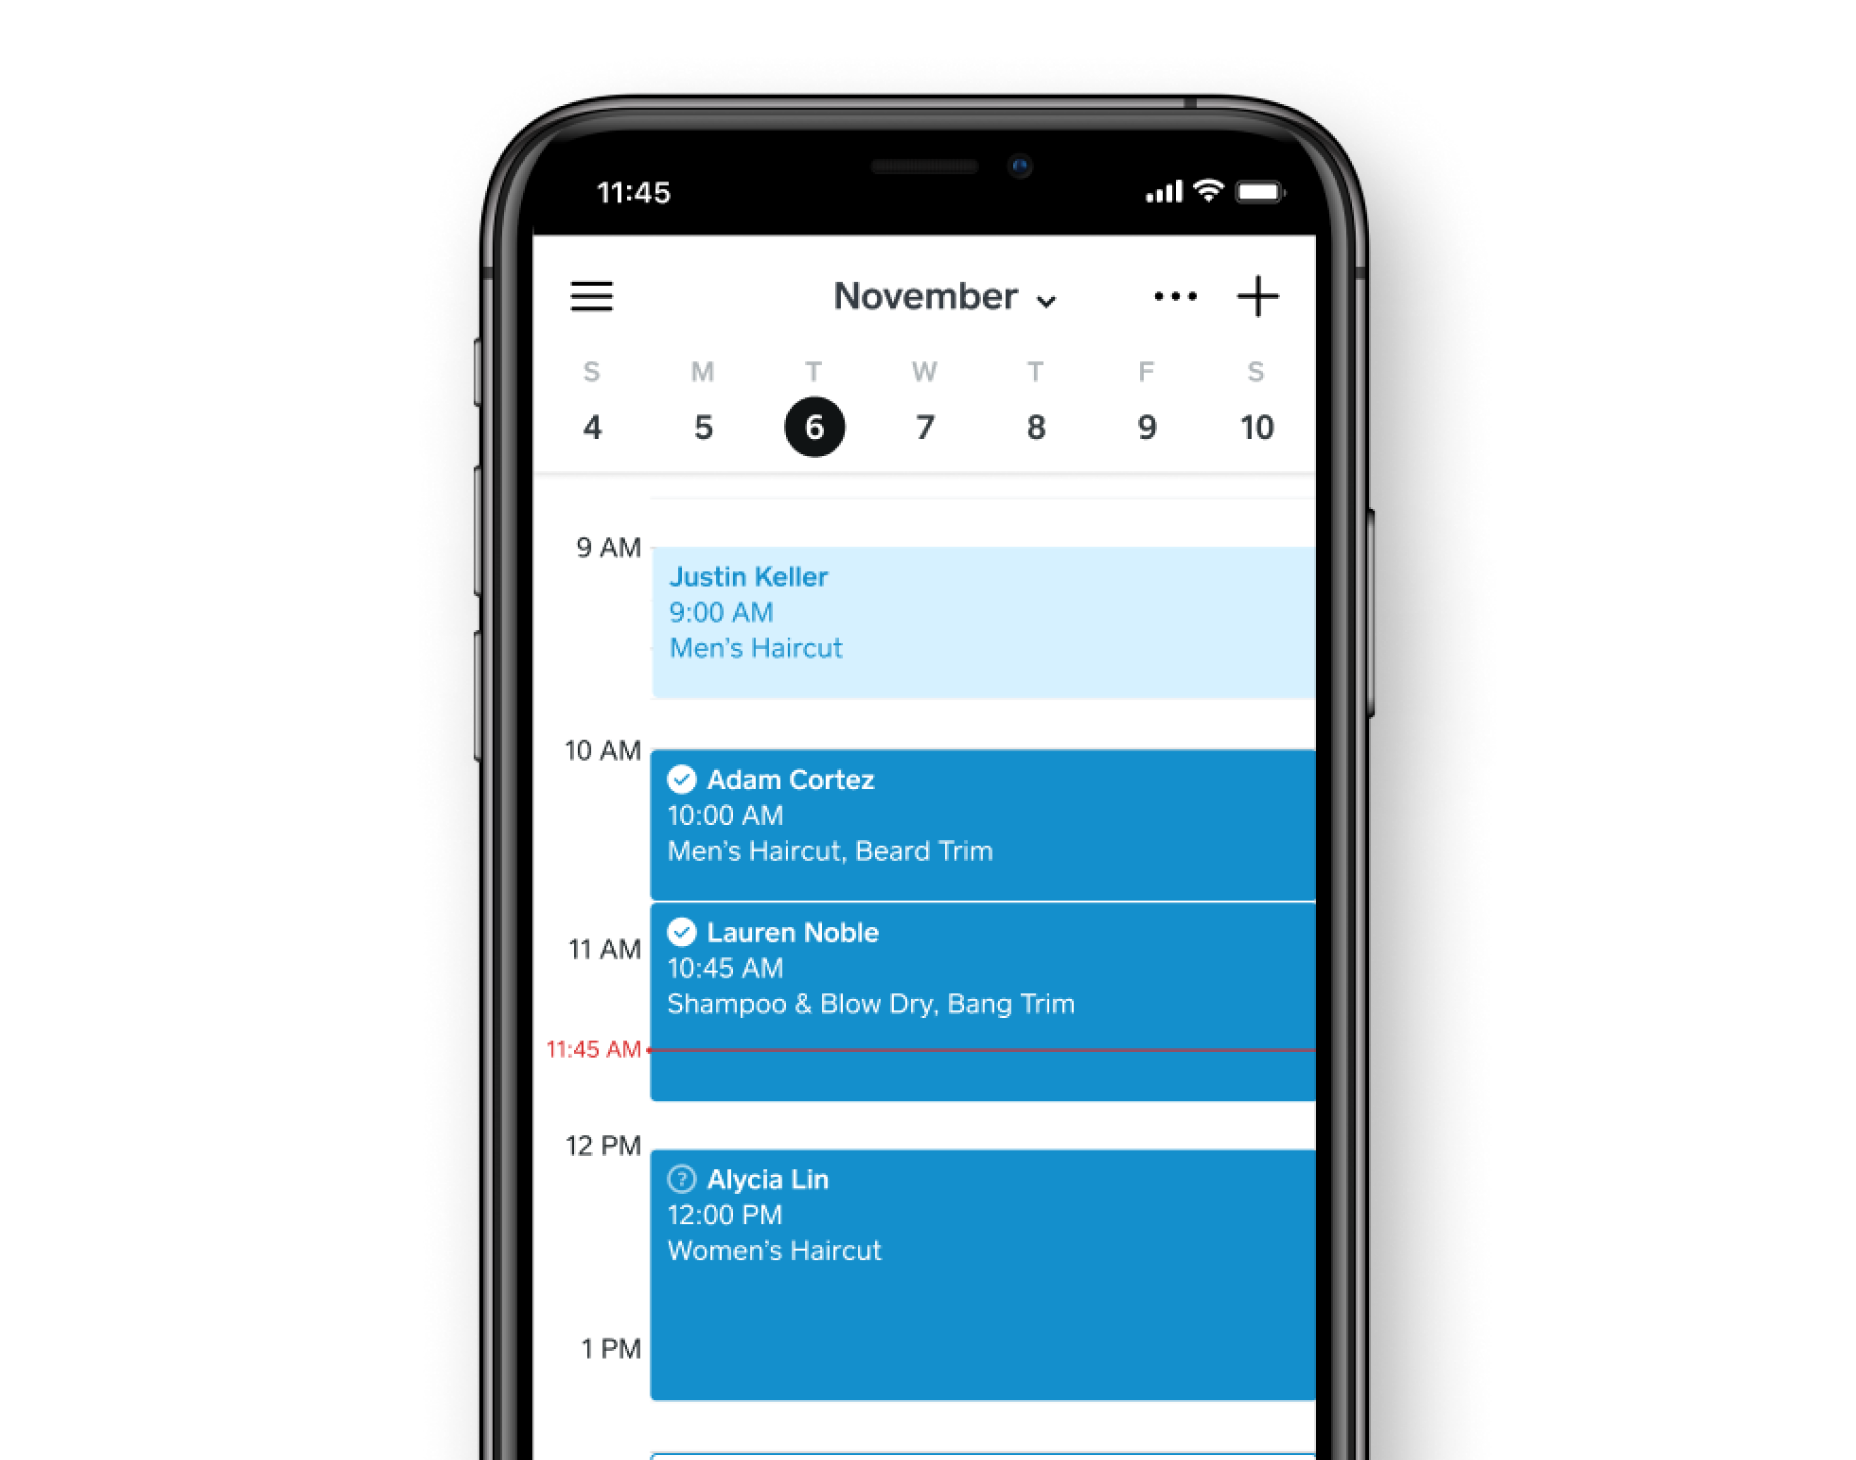 11:45
November
S M T W T F S
4 5 6 7 8 9 10
9 AM
Justin Keller
9:00 AM
Men’s Haircut
10 AM
Adam Cortez
10:00 AM
Men’s Haircut, Beard Trim
Lauren Noble
11 AM
10:45 AM
Shampoo & Blow Dry, Bang Trim
11:45 AM
12 PM
? Alycia Lin
12:00 PM
Women’s Haircut
1 PM